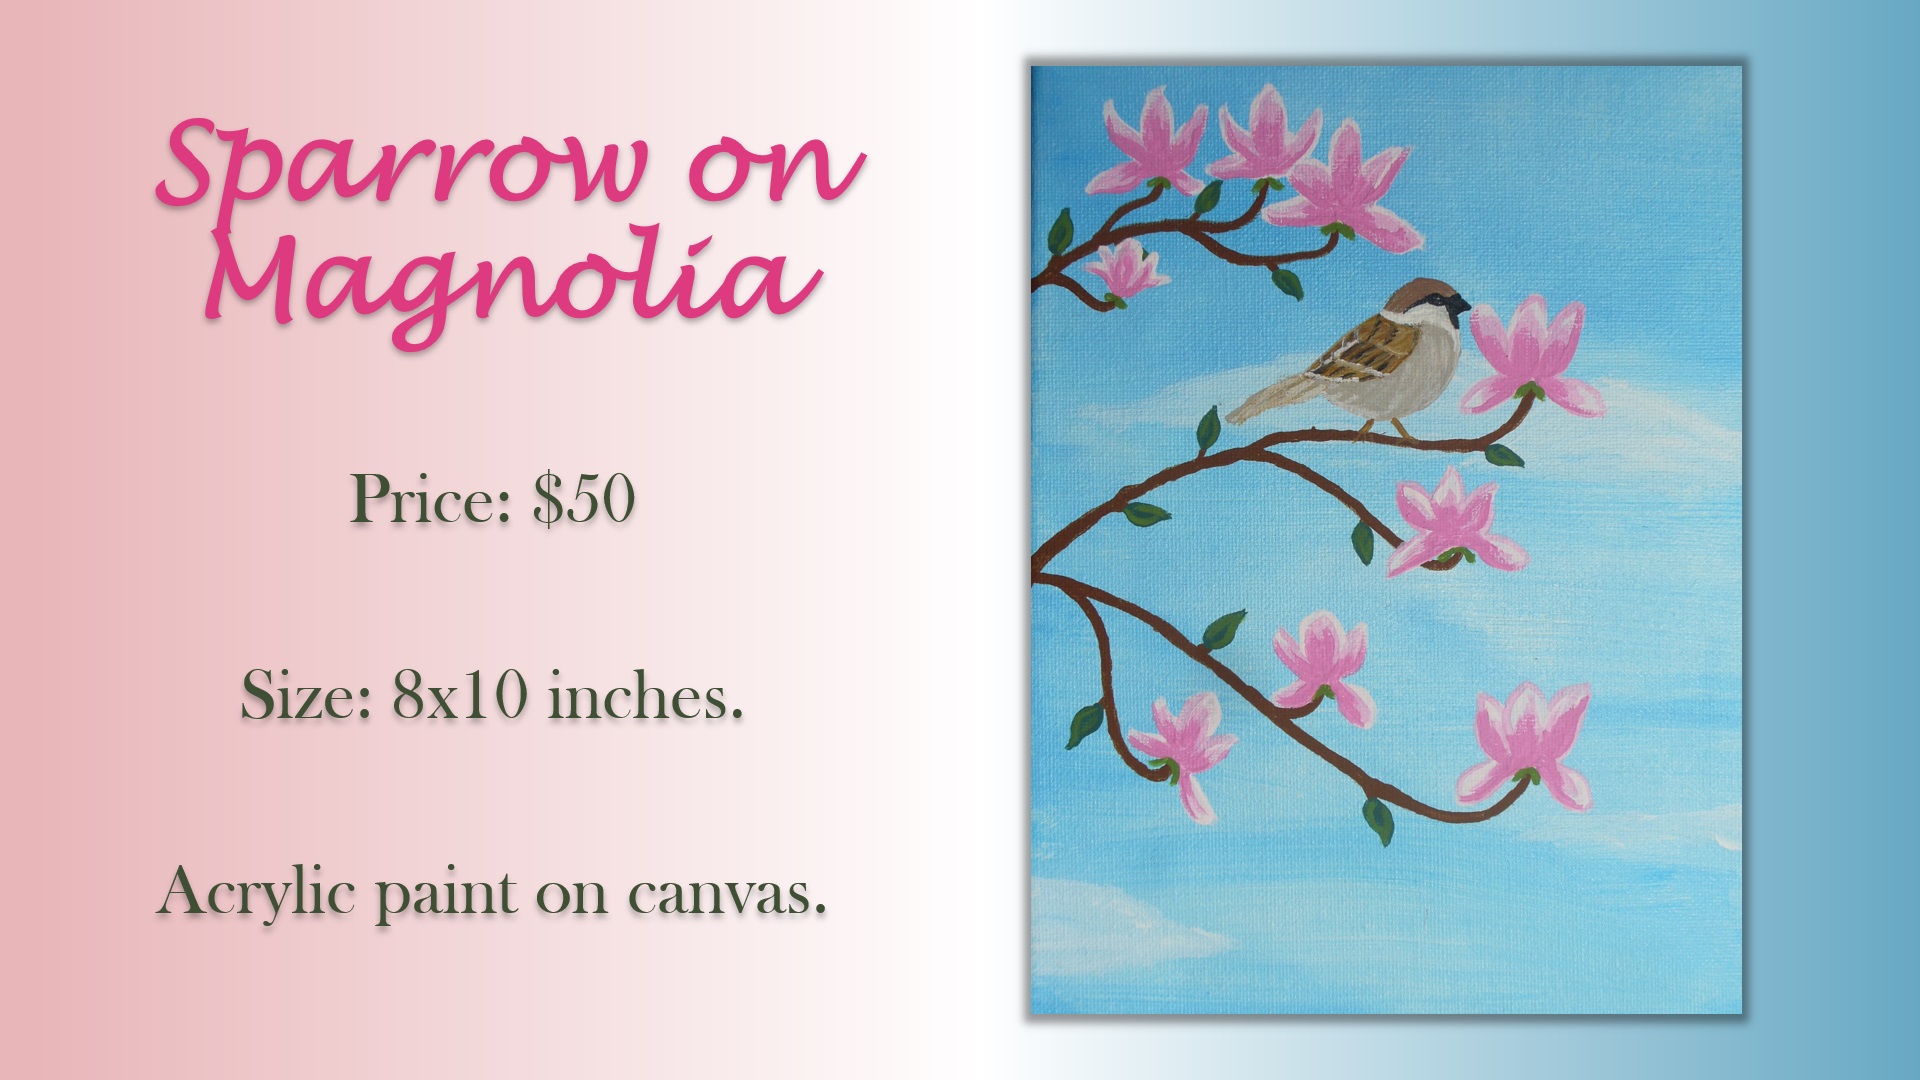 Sparrow on
Magnolia
Price: $50
Size: 8x10 inches.
Acrylic paint on canvas.